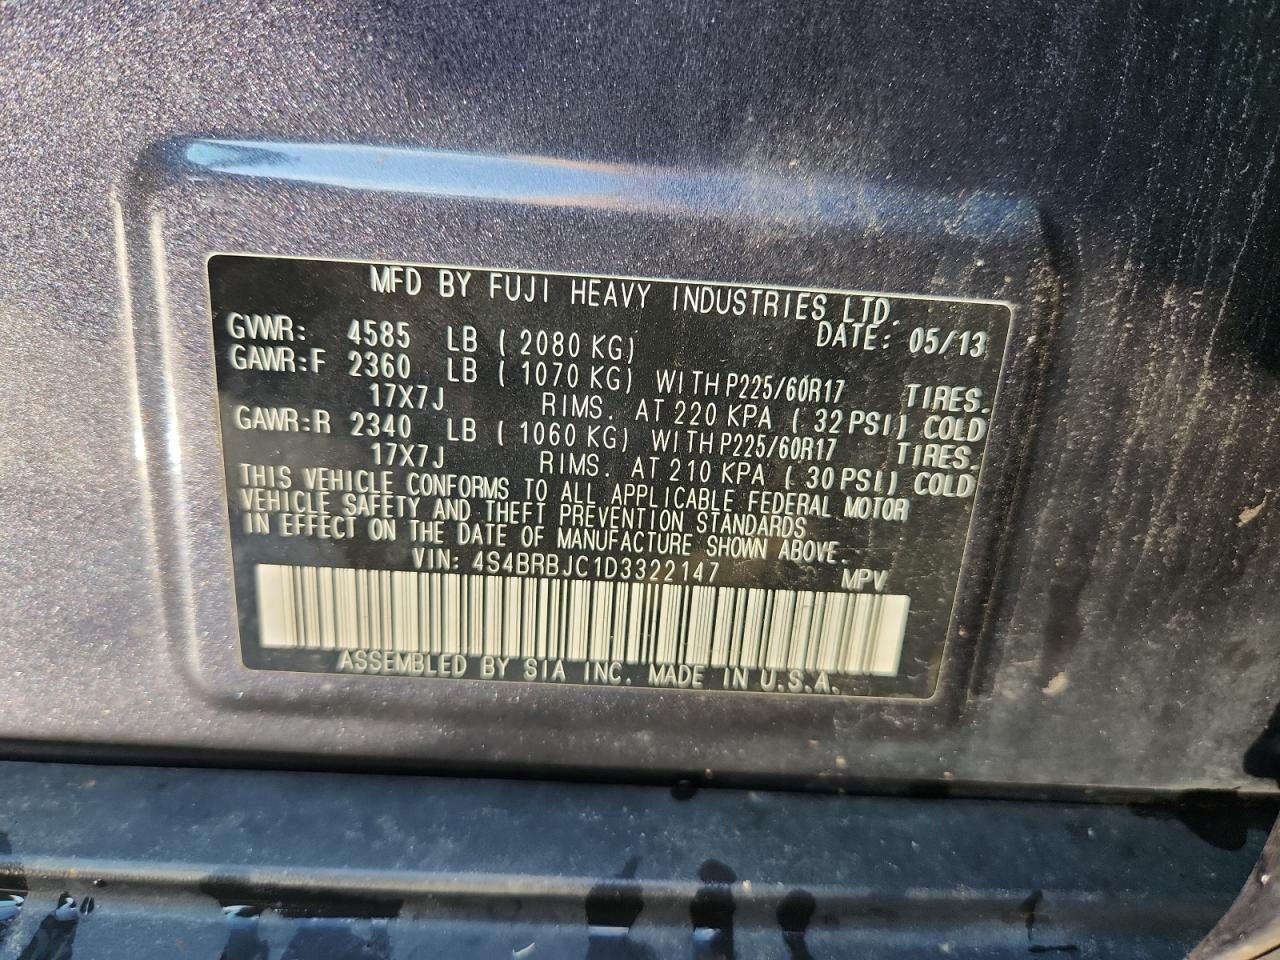 MFD BY FUJI HEAVY INDUSTRIES LTD.
DATE: 05/13
GVWR: 4585 LB ( 2080 KG)
GAWR:F 2360 LB ( 1070 KG) WITH P225/60R17 TIRES.
17X7J RIMS. AT 220 KPA ( 32 PSI) COLD
GAWR:R 2340 LB ( 1060 KG) WITH P225/60R17 TIRES.
17X7J RIMS. AT 210 KPA ( 30 PSI) COLD
THIS VEHICLE CONFORMS TO ALL APPLICABLE FEDERAL MOTOR
VEHICLE SAFETY AND THEFT PREVENTION STANDARDS
IN EFFECT ON THE DATE OF MANUFACTURE SHOWN ABOVE.
VIN: 4S4BRBJC1D3322147 MPV
ASSEMBLED BY SIA INC. MADE IN U.S.A.